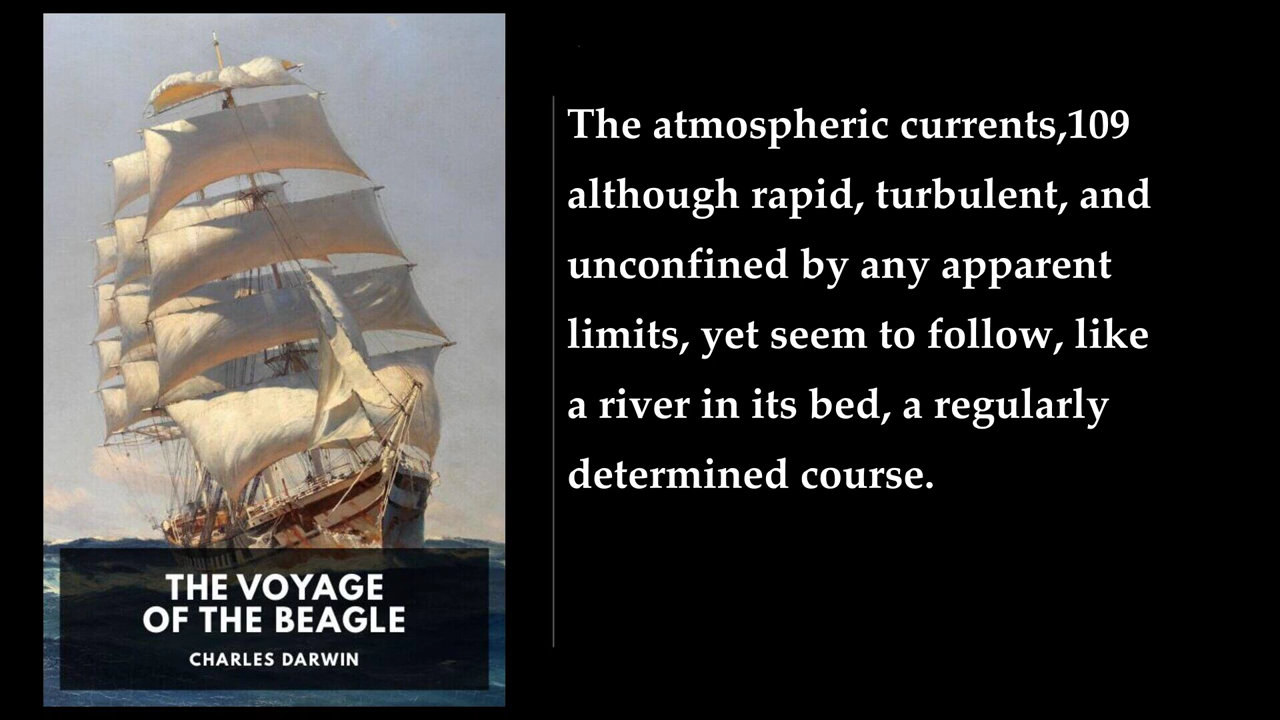 The atmospheric currents,109
although rapid, turbulent, and
unconfined by any apparent
limits, yet seem to follow, like
a river in its bed, a regularly
determined course.
THE VOYAGE
OF THE BEAGLE
CHARLES DARWIN